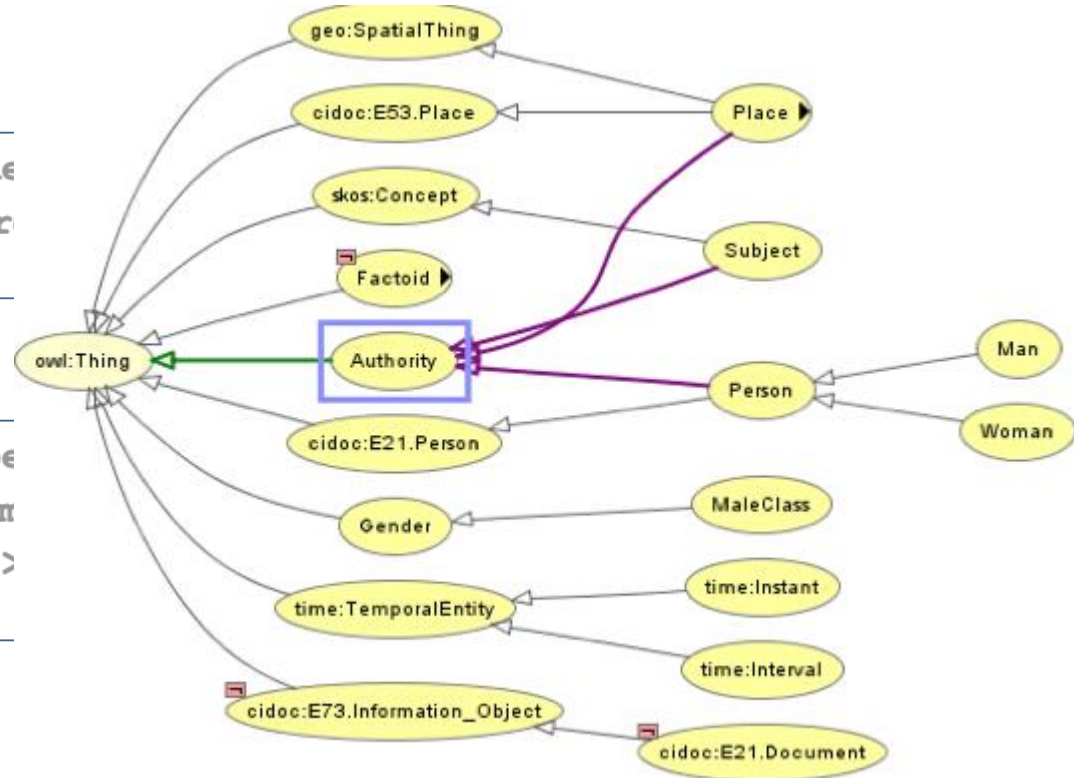 geo:SpatialThing
cidoc:E53.Place
Place
skos:Concept
Subject
Factoid
owl:Thing
Authority
Person
Man
Woman
cidoc:E21.Person
Gender
MaleClass
time:TemporalEntity
time:Instant
time:Interval
cidoc:E73.Information_Object
cidoc:E21.Document